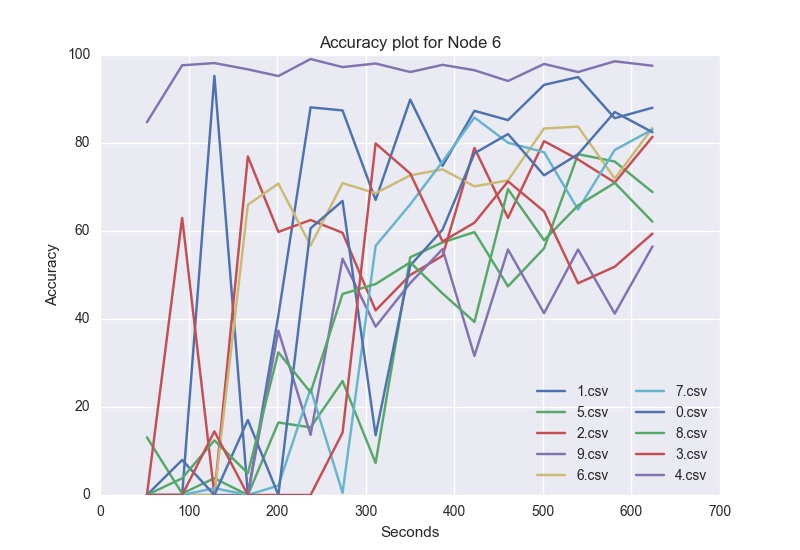 Accuracy plot for Node 6
100
80
60
40
20
0
Accuracy
0 100 200 300 400 500 600 700
Seconds
1.csv 7.csv
5.csv 0.csv
2.csv 8.csv
9.csv 3.csv
6.csv 4.csv